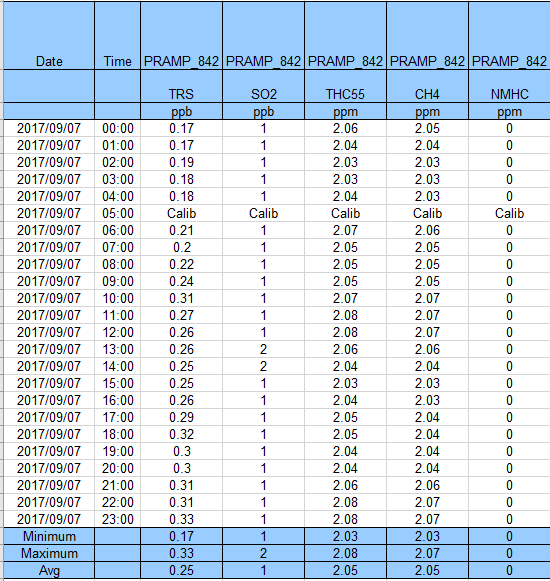 Date Time PRAMP_842 PRAMP_842 PRAMP_842 PRAMP_842 PRAMP_842
TRS SO2 THC55 CH4 NMHC
ppb ppb ppm ppm ppm
2017/09/07 00:00 0.17 1 2.06 2.05 0
2017/09/07 01:00 0.17 1 2.04 2.04 0
2017/09/07 02:00 0.19 1 2.03 2.03 0
2017/09/07 03:00 0.18 1 2.03 2.03 0
2017/09/07 04:00 0.18 1 2.04 2.03 0
2017/09/07 05:00 Calib Calib Calib Calib Calib
2017/09/07 06:00 0.21 1 2.07 2.06 0
2017/09/07 07:00 0.2 1 2.05 2.05 0
2017/09/07 08:00 0.22 1 2.05 2.05 0
2017/09/07 09:00 0.24 1 2.05 2.05 0
2017/09/07 10:00 0.31 1 2.07 2.07 0
2017/09/07 11:00 0.27 1 2.08 2.07 0
2017/09/07 12:00 0.26 1 2.08 2.07 0
2017/09/07 13:00 0.26 2 2.06 2.06 0
2017/09/07 14:00 0.25 2 2.04 2.04 0
2017/09/07 15:00 0.25 1 2.03 2.03 0
2017/09/07 16:00 0.26 1 2.04 2.03 0
2017/09/07 17:00 0.29 1 2.05 2.04 0
2017/09/07 18:00 0.32 1 2.05 2.04 0
2017/09/07 19:00 0.3 1 2.04 2.04 0
2017/09/07 20:00 0.3 1 2.04 2.04 0
2017/09/07 21:00 0.31 1 2.06 2.06 0
2017/09/07 22:00 0.31 1 2.08 2.07 0
2017/09/07 23:00 0.33 1 2.08 2.07 0
Minimum 0.17 1 2.03 2.03 0
Maximum 0.33 2 2.08 2.07 0
Avg 0.25 1 2.05 2.05 0